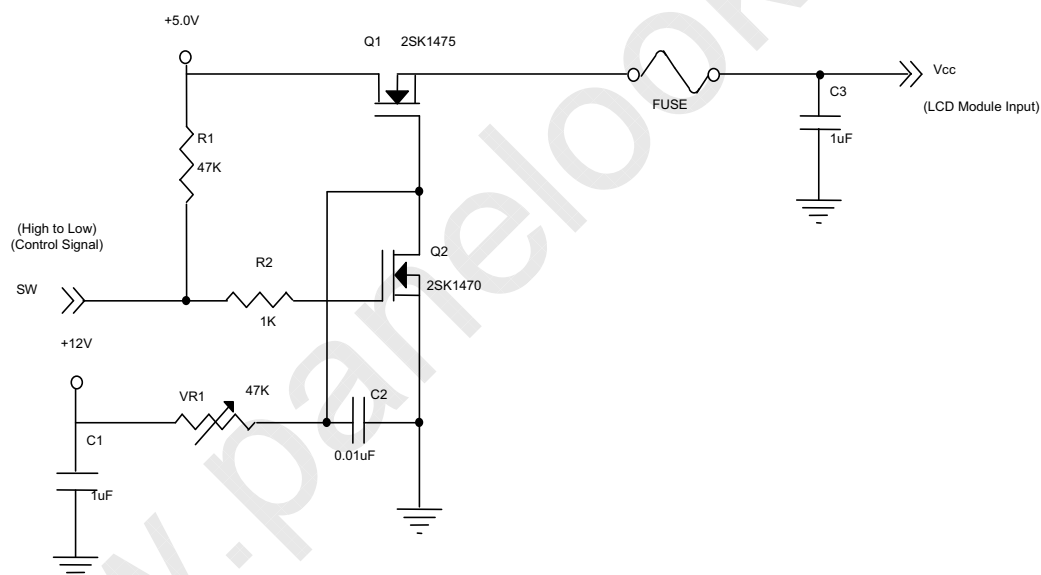 +5.0V
Q1 2SK1475
Vcc
FUSE
C3
(LCD Module Input)
R1
1uF
47K
(High to Low)
(Control Signal)
R2
Q2
SW
2SK1470
1K
+12V
VR1
47K
C2
C1
0.01uF
1uF
w.panelook